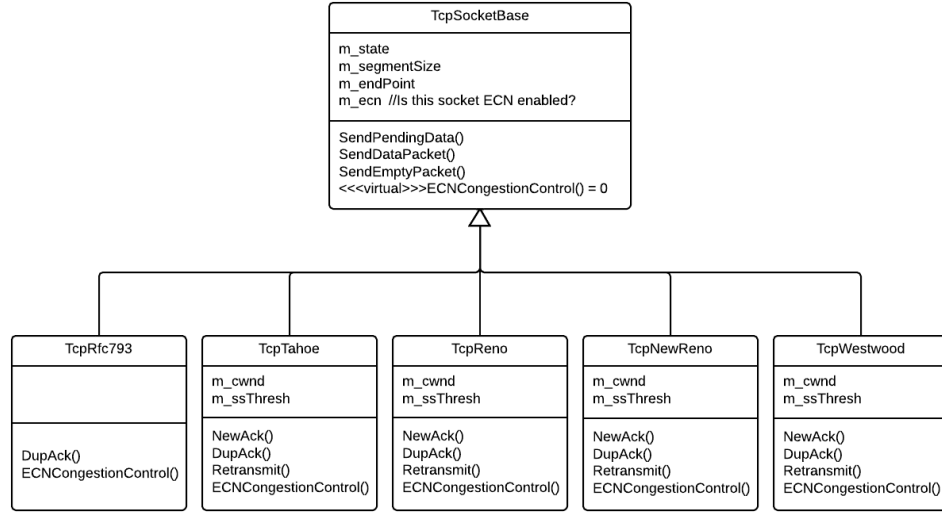 TcpSocketBase
m_state
m_segmentSize
m_endPoint
m_ecn //Is this socket ECN enabled?
SendPendingData()
SendDataPacket()
SendEmptyPacket()
<<<virtual>>>ECNCongestionControl() = 0
TcpRfc793
DupAck()
ECNCongestionControl()
TcpTahoe
m_cwnd
m_ssThresh
NewAck()
DupAck()
Retransmit()
ECNCongestionControl()
TcpReno
m_cwnd
m_ssThresh
NewAck()
DupAck()
Retransmit()
ECNCongestionControl()
TcpNewReno
m_cwnd
m_ssThresh
NewAck()
DupAck()
Retransmit()
ECNCongestionControl()
TcpWestwood
m_cwnd
m_ssThresh
NewAck()
DupAck()
Retransmit()
ECNCongestionControl()